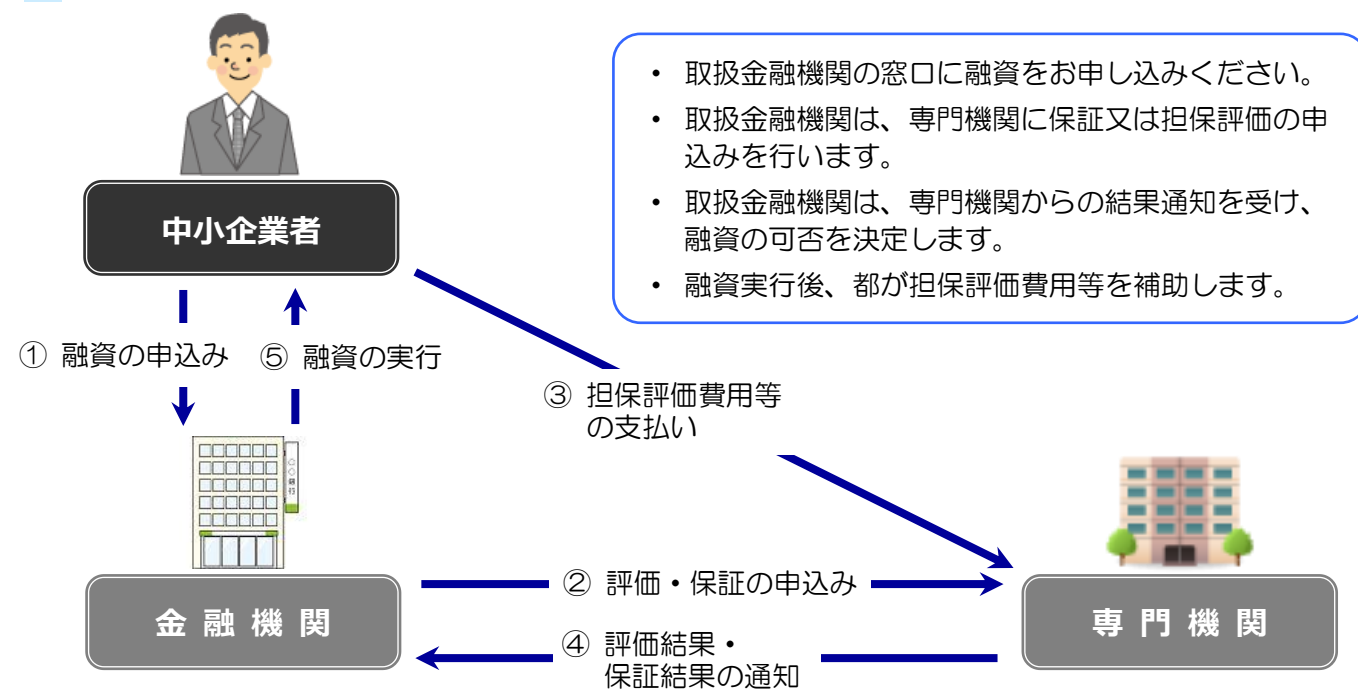 中小企業者
・ 取扱金融機関の窓口に融資をお申し込みください。
・ 取扱金融機関は、専門機関に保証又は担保評価の申
込みを行います。
・ 取扱金融機関は、専門機関からの結果通知を受け、
融資の可否を決定します。
・ 融資実行後、都が担保評価費用等を補助します。
① 融資の申込み
⑤ 融資の実行
③ 担保評価費用等
の支払い
② 評価・保証の申込み
④ 評価結果・
保証結果の通知
金融機関
専門機関